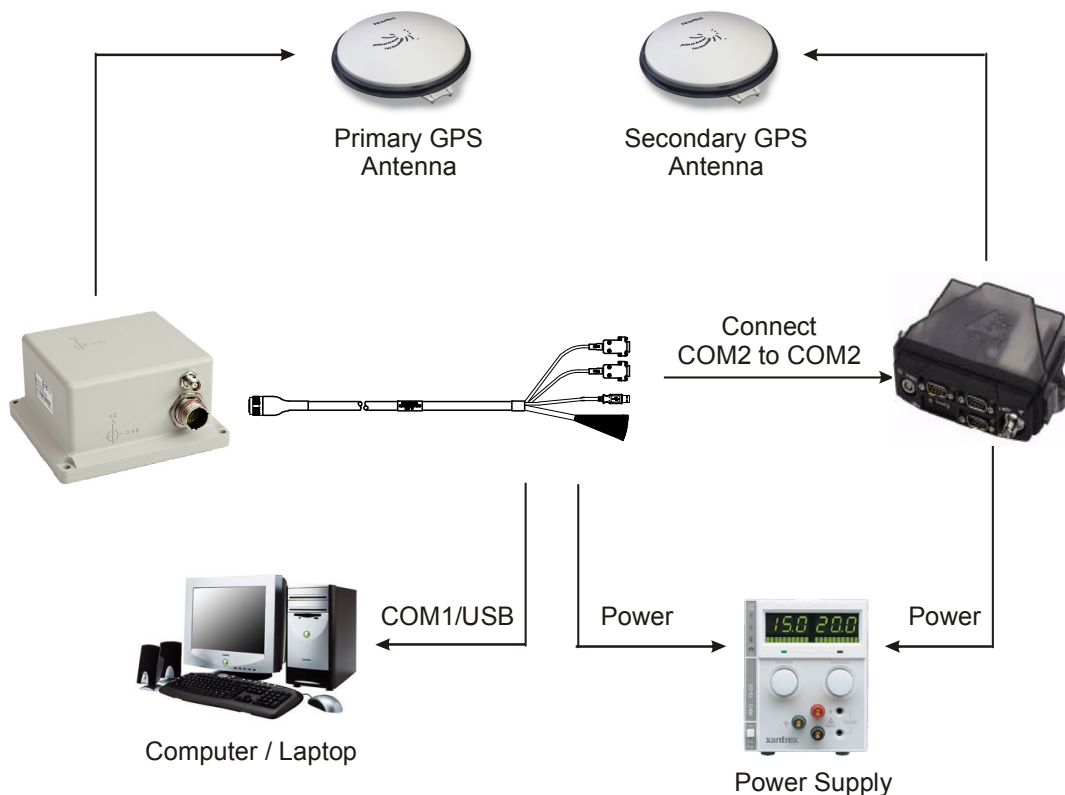 Primary GPS
Antenna
Secondary GPS
Antenna
Connect
COM2 to COM2
COM1/USB
Power
Power
15.0 20.0
xantrex
Computer / Laptop
Power Supply